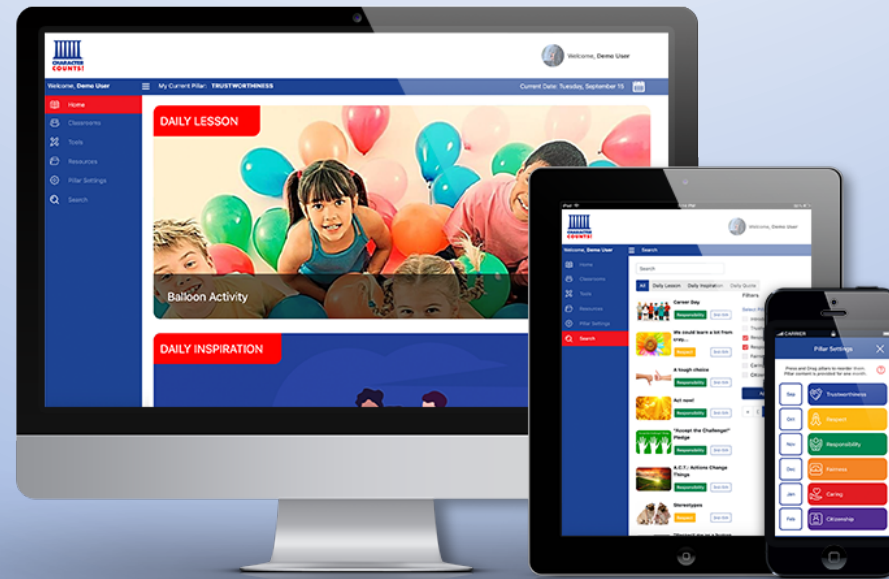 CHARACTER
COUNTS!
Welcome, Demo User
Welcome, Demo User
My Current Pillar: TRUSTWORTHINESS
Current Date: Tuesday, September 15
Home
Classrooms
Tools
Resources
Pillar Settings
Search
DAILY LESSON
Balloon Activity
DAILY INSPIRATION
iPad
CHARACTER
COUNTS!
Welcome, Demo User
Welcome, Demo User
Search
Home
Classrooms
Tools
Resources
Pillar Settings
Search
Search
All Daily Lesson Daily Inspiration Daily Quote
Filters
Career Day
Responsibility
We could learn a lot from
Respect
A tough choice
Responsibility
Act now!
Responsibility
"Accept the Challenge!"
Pledge
Responsibility
A.C.T.: Actions Change
Things
Responsibility
Stereotypes
Respect
CARRIER
Pillar Settings
Press and Drag pillars to reorder them.
Pillar content is provided for one month.
Sep Trustworthiness
Oct Respect
Nov Responsibility
Dec Fairness
Jan Caring
Feb Citizenship